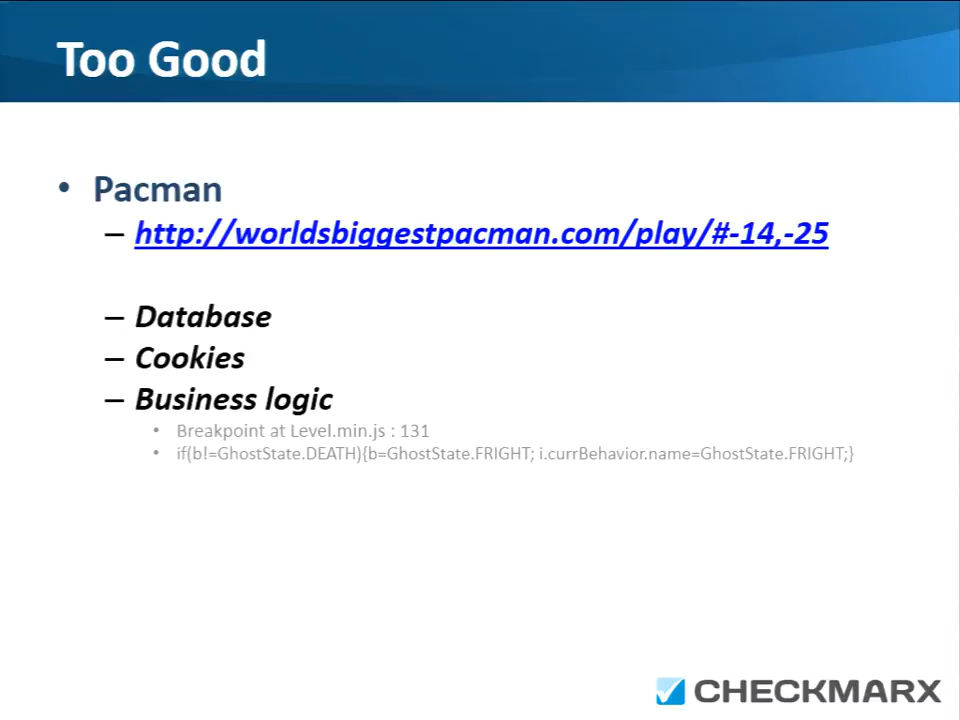 Too Good
• Pacman
– http://worldsbiggestpacman.com/play/#-14,-25
– Database
– Cookies
– Business logic
• Breakpoint at Level.min.js : 131
• if(b!=GhostState.DEATH){b=GhostState.FRIGHT; i.currBehavior.name=GhostState.FRIGHT;}
CHECKMARX